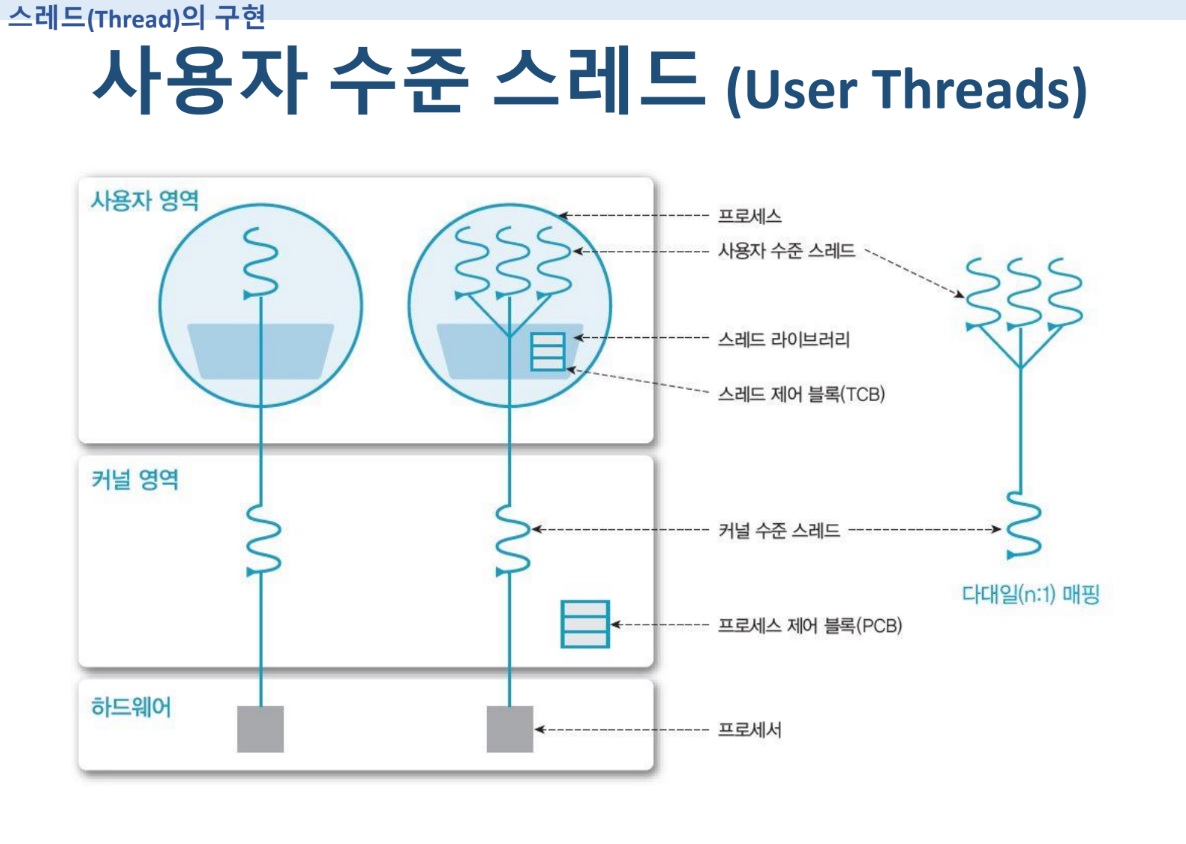 스레드(Thread)의 구현
사용자 수준 스레드 (User Threads)
사용자 영역
프로세스
사용자 수준 스레드
스레드 라이브러리
스레드 제어 블록(TCB)
커널 영역
커널 수준 스레드
다대일(n:1) 매핑
프로세스 제어 블록(PCB)
하드웨어
프로세서